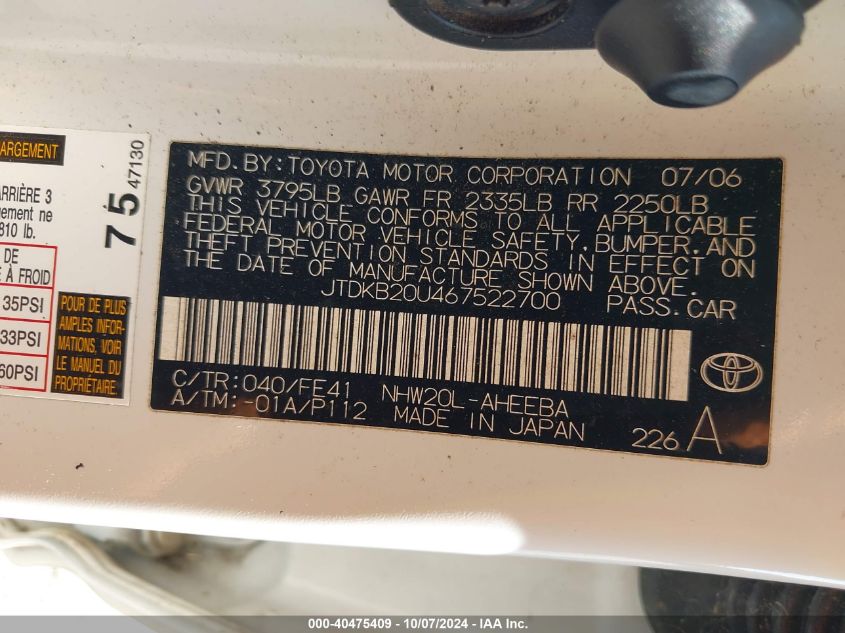 ARGEMENT
ARRIÈRE 3
gement ne
810 lb.
DE
E À FROID
35PSI
33PSI
60PSI
75 47130
POUR DE PLUS
AMPLES INFOR-
MATIONS, VOIR
LE MANUEL DU
PROPRIÉTAIRE.
MFD. BY: TOYOTA MOTOR CORPORATION 07/06
GVWR 3795LB GAWR FR 2335LB RR 2250LB
THIS VEHICLE CONFORMS TO ALL APPLICABLE
FEDERAL MOTOR VEHICLE SAFETY, BUMPER, AND
THEFT PREVENTION STANDARDS IN EFFECT ON
THE DATE OF MANUFACTURE SHOWN ABOVE.
JTDKB20U467522700 PASS.CAR
C/TR: 040/FE41 NHW20L-AHEEBA
A/TM: -01A/P112 MADE IN JAPAN
226 A
TOYOTA
000-40475409 - 10/07/2024 - IAA Inc.